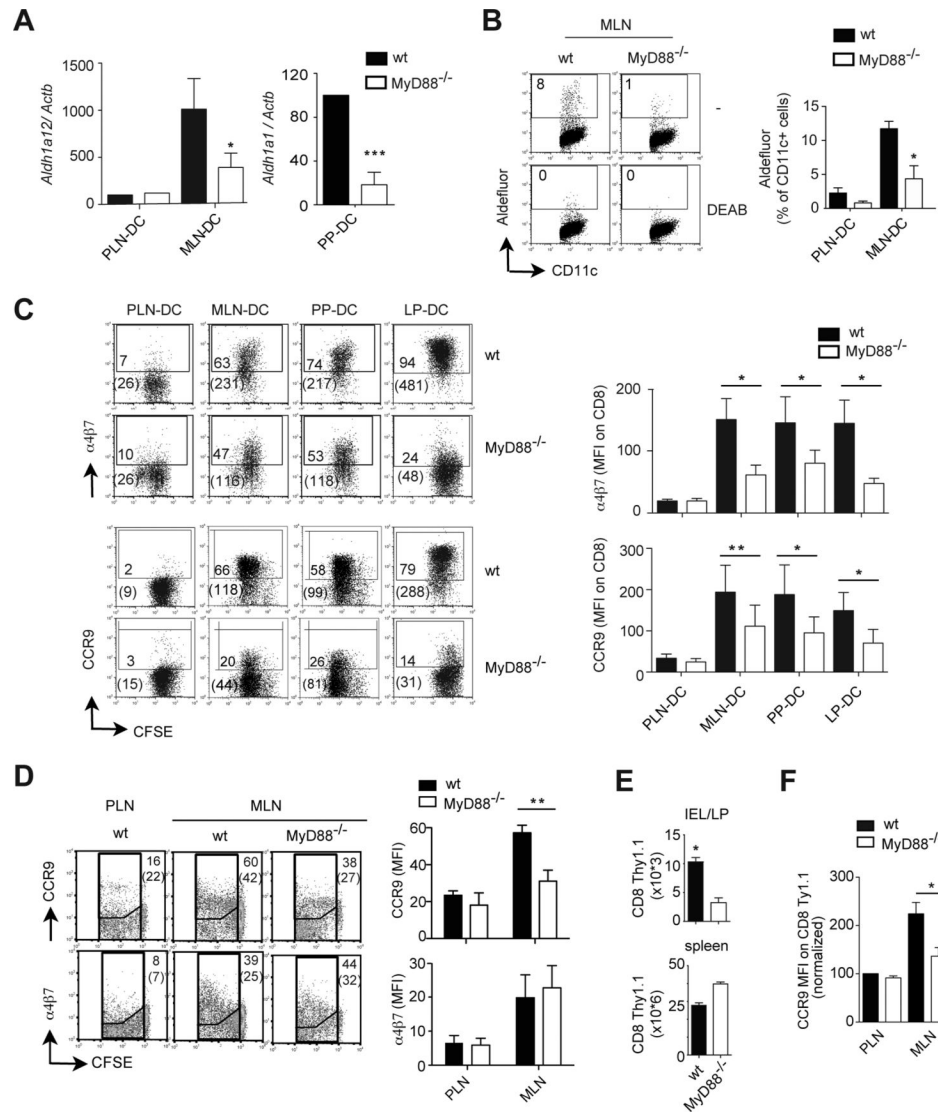 A
wt
MyD88-/-
Aldh1a12/ Actb
1500
1000
500
0
*
PLN-DC
MLN-DC
Aldh1a1 / Actb
120
80
40
0
***
PP-DC
B
MLN
wt
MyD88-/-
8
1
-
0
0
DEAB
Aldefluor
CD11c
wt
MyD88-/-
Aldefluor
(% of CD11c+ cells)
15
10
5
0
*
PLN-DC
MLN-DC
C
PLN-DC MLN-DC PP-DC LP-DC
7 63 74 94
(26) (231) (217) (481)
wt
α4β7
10 47 53 24
(26) (116) (118) (48)
MyD88-/-
2 66 58 79
(9) (118) (99) (288)
wt
CCR9
3 20 26 14
(15) (44) (81) (31)
MyD88-/-
CFSE
wt
MyD88-/-
α4β7 (MFI on CD8)
200
100
0
* * *
CCR9 (MFI on CD8)
300
200
100
0
** * *
PLN-DC
MLN-DC
PP-DC
LP-DC
D
PLN
MLN
wt wt MyD88-/-
CCR9
16 60 38
(22) (42) (27)
α4β7
8 39 44
(7) (25) (32)
CFSE
wt
MyD88-/-
CCR9 (MFI)
60
40
20
0
**
α4β7 (MFI)
30
20
10
0
PLN
MLN
E
IEL/LP
CD8 Thy1.1
(x10*3)
15
10
5
0
*
spleen
CD8 Thy1.1
(x10*6)
50
25
0
wt
MyD88-/-
F
wt
MyD88-/
CCR9 MFI on CD8 Ty1.1
(normalized)
300
200
100
0
*
PLN
MLN